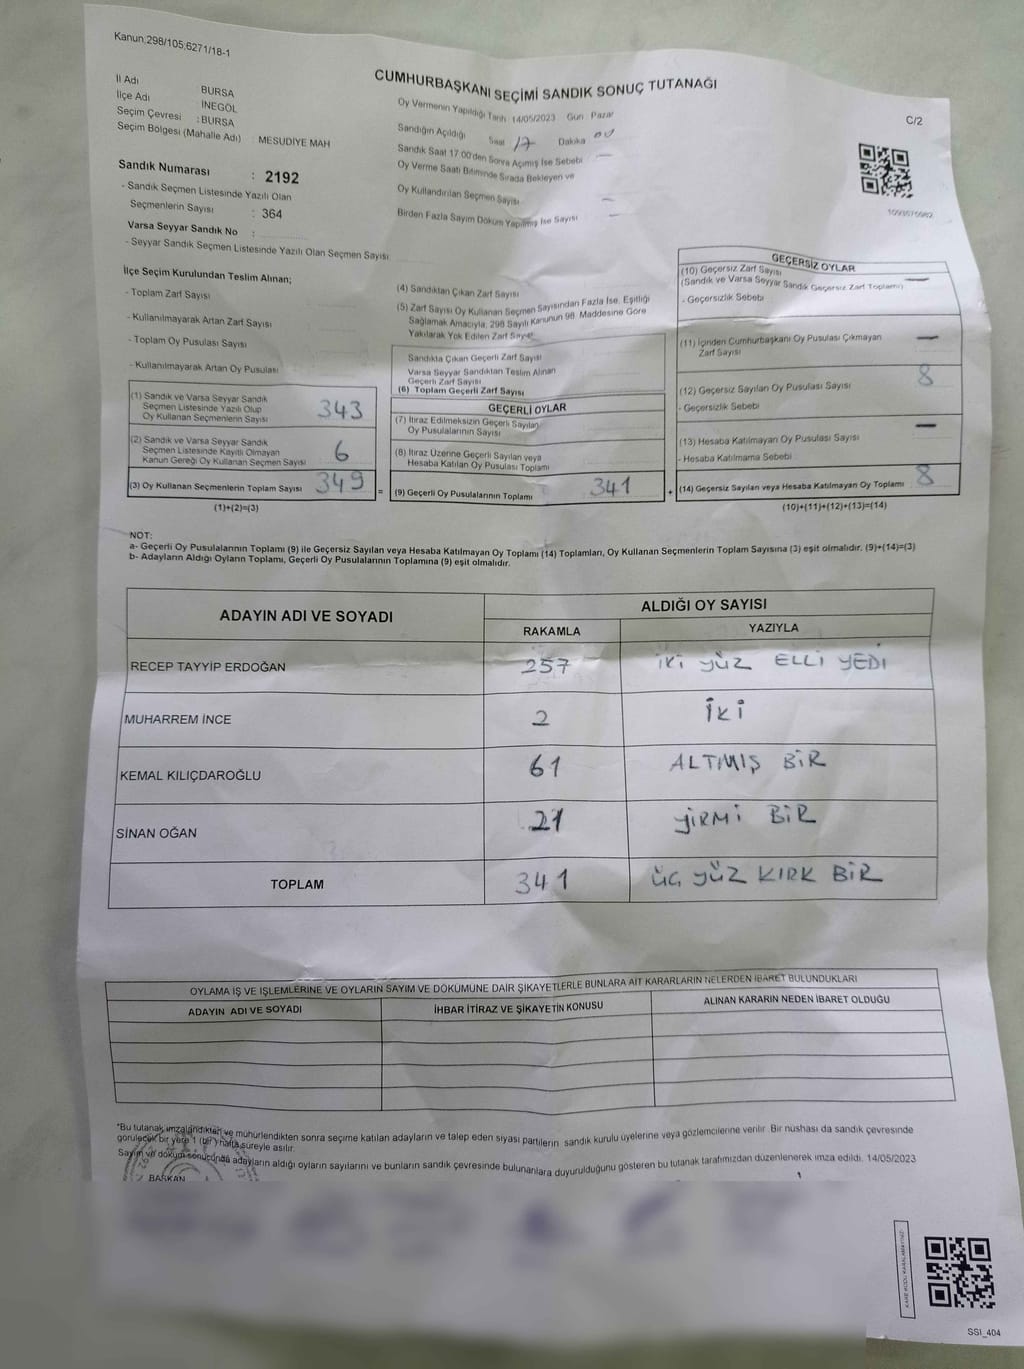 Kanun;298/105;6271/18-1
CUMHURBAŞKANI SEÇİMİ SANDIK SONUÇ TUTANAĞI
C/2
İl Adı BURSA
İlçe Adı İNEGÖL
Seçim Çevresi : BURSA
Seçim Bölgesi (Mahalle Adı) : MESUDİYE MAH
Sandık Numarası : 2192
- Sandık Seçmen Listesinde Yazılı Olan
Seçmenlerin Sayısı : 364
Varsa Seyyar Sandık No :
- Seyyar Sandık Seçmen Listesinde Yazılı Olan Seçmen Sayısı
Oy Vermenin Yapıldığı Tarih 14/05/2023 Gün Pazar
Sandığın Açıldığı Saat 17 Dakika 00
Sandık Saat 17 00'den Sonra Açımış İse Sebebi
Oy Verme Saati Bitiminde Sırada Bekleyen ve
Oy Kullandırılan Seçmen Sayısı
Birden Fazla Sayım Döküm Yapılmış İse Sayısı
İlçe Seçim Kurulundan Teslim Alınan;
- Toplam Zarf Sayısı
- Kullanılmayarak Artan Zarf Sayısı
- Toplam Oy Pusulası Sayısı
- Kullanılmayarak Artan Oy Pusulası
(1) Sandık ve Varsa Seyyar Sandık
Seçmen Listesinde Yazılı Olup
Oy Kullanan Seçmenlerin Sayısı 343
(2) Sandık ve Varsa Seyyar Sandık
Seçmen Listesinde Kayıtlı Olmayan
Kanun Gereği Oy Kullanan Seçmen Sayısı 6
(3) Oy Kullanan Seçmenlerin Toplam Sayısı 349 =
(1)+(2)=(3)
(4) Sandıktan Çıkan Zarf Sayısı
(5) Zarf Sayısı Oy Kullanan Seçmen Sayısından Fazla İse, Eşitliği
Sağlamak Amacıyla, 298 Sayılı Kanunun 98. Maddesine Göre
Yakılarak Yok Edilen Zarf Sayısı
Sandıkta Çıkan Geçerli Zarf Sayısı
Varsa Seyyar Sandıktan Teslim Alınan
Geçerli Zarf Sayısı
(6) Toplam Geçerli Zarf Sayısı
GEÇERLİ OYLAR
(7) İtiraz Edilmeksizin Geçerli Sayılan
Oy Pusulalarının Sayısı
(8) İtiraz Üzerine Geçerli Sayılan veya
Hesaba Katılan Oy Pusulası Toplamı
(9) Geçerli Oy Pusulalarının Toplamı 341 +
GEÇERSİZ OYLAR
(10) Geçersiz Zarf Sayısı
(Sandık ve Varsa Seyyar Sandık Geçersiz Zarf Toplamı) —
- Geçersizlik Sebebi
(11) İçinden Cumhurbaşkanı Oy Pusulası Çıkmayan
Zarf Sayısı —
(12) Geçersiz Sayılan Oy Pusulası Sayısı 8
- Geçersizlik Sebebi
(13) Hesaba Katılmayan Oy Pusulası Sayısı —
- Hesaba Katılmama Sebebi
(14) Geçersiz Sayılan veya Hesaba Katılmayan Oy Toplamı 8
(10)+(11)+(12)+(13)=(14)
NOT:
a- Geçerli Oy Pusulalarının Toplamı (9) ile Geçersiz Sayılan veya Hesaba Katılmayan Oy Toplamı (14) Toplamları, Oy Kullanan Seçmenlerin Toplam Sayısına (3) eşit olmalıdır. (9)+(14)=(3)
b- Adayların Aldığı Oyların Toplamı, Geçerli Oy Pusulalarının Toplamına (9) eşit olmalıdır.
ADAYIN ADI VE SOYADI ALDIĞI OY SAYISI
RAKAMLA YAZIYLA
RECEP TAYYİP ERDOĞAN 257 İKİ YÜZ ELLİ YEDİ
MUHARREM İNCE 2 İKİ
KEMAL KILIÇDAROĞLU 61 ALTMIŞ BİR
SİNAN OĞAN 21 YİRMİ BİR
TOPLAM 341 ÜÇ YÜZ KIRK BİR
OYLAMA İŞ VE İŞLEMLERİNE VE OYLARIN SAYIM VE DÖKÜMÜNE DAİR ŞİKAYETLERLE BUNLARA AİT KARARLARIN NELERDEN İBARET BULUNDUKLARI
ADAYIN ADI VE SOYADI İHBAR İTİRAZ VE ŞİKAYETİN KONUSU ALINAN KARARIN NEDEN İBARET OLDUĞU
*Bu tutanak imzalandıktan ve mühürlendikten sonra seçime katılan adayların ve talep eden siyasi partilerin sandık kurulu üyelerine veya gözlemcilerine verilir. Bir nüshası da sandık çevresinde
görülecek bir yere 1 (bir) hafta süreyle asılır.
Sayım ve döküm sonucunda adayların aldığı oyların sayılarını ve bunların sandık çevresinde bulunanlara duyurulduğunu gösteren bu tutanak tarafımızdan düzenlenerek imza edildi. 14/05/2023
BAŞKAN
SSI_404